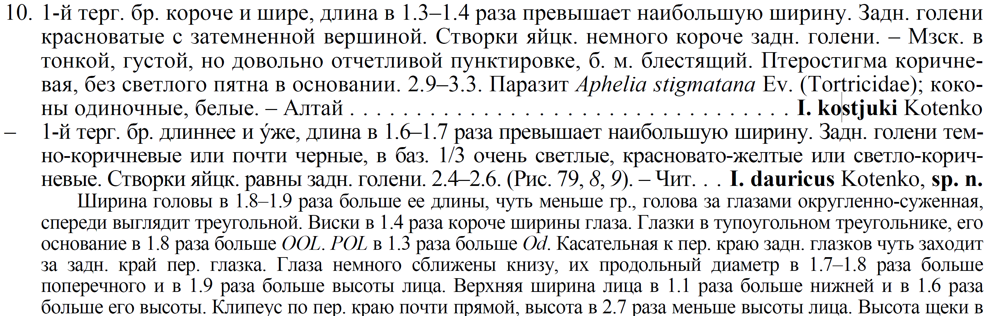 10. 1-й терг. бр. короче и шире, длина в 1.3–1.4 раза превышает наибольшую ширину. Задн. голени
красноватые с затемненной вершиной. Створки яйцк. немного короче задн. голени. – Мзск. в
тонкой, густой, но довольно отчетливой пунктировке, б. м. блестящий. Птеростигма коричне-
вая, без светлого пятна в основании. 2.9–3.3. Паразит Aphelia stigmatana Ev. (Tortricidae); коко-
ны одиночные, белые. – Алтай . . . . . . . . . . . . . . . . . . . . . . . . . . . . . . . . . I. kostjuki Kotenko
– 1-й терг. бр. длиннее и у́же, длина в 1.6–1.7 раза превышает наибольшую ширину. Задн. голени тем-
но-коричневые или почти черные, в баз. 1/3 очень светлые, красновато-желтые или светло-корич-
невые. Створки яйцк. равны задн. голени. 2.4–2.6. (Рис. 79, 8, 9). – Чит. . . I. dauricus Kotenko, sp. n.
Ширина головы в 1.8–1.9 раза больше ее длины, чуть меньше гр., голова за глазами округленно-суженная,
спереди выглядит треугольной. Виски в 1.4 раза короче ширины глаза. Глазки в тупоугольном треугольнике, его
основание в 1.8 раза больше OOL. POL в 1.3 раза больше Od. Касательная к пер. краю задн. глазков чуть заходит
за задн. край пер. глазка. Глаза немного сближены книзу, их продольный диаметр в 1.7–1.8 раза больше
поперечного и в 1.9 раза больше высоты лица. Верхняя ширина лица в 1.1 раза больше нижней и в 1.6 раза
больше его высоты. Клипеус по пер. краю почти прямой, высота в 2.7 раза меньше высоты лица. Высота щеки в